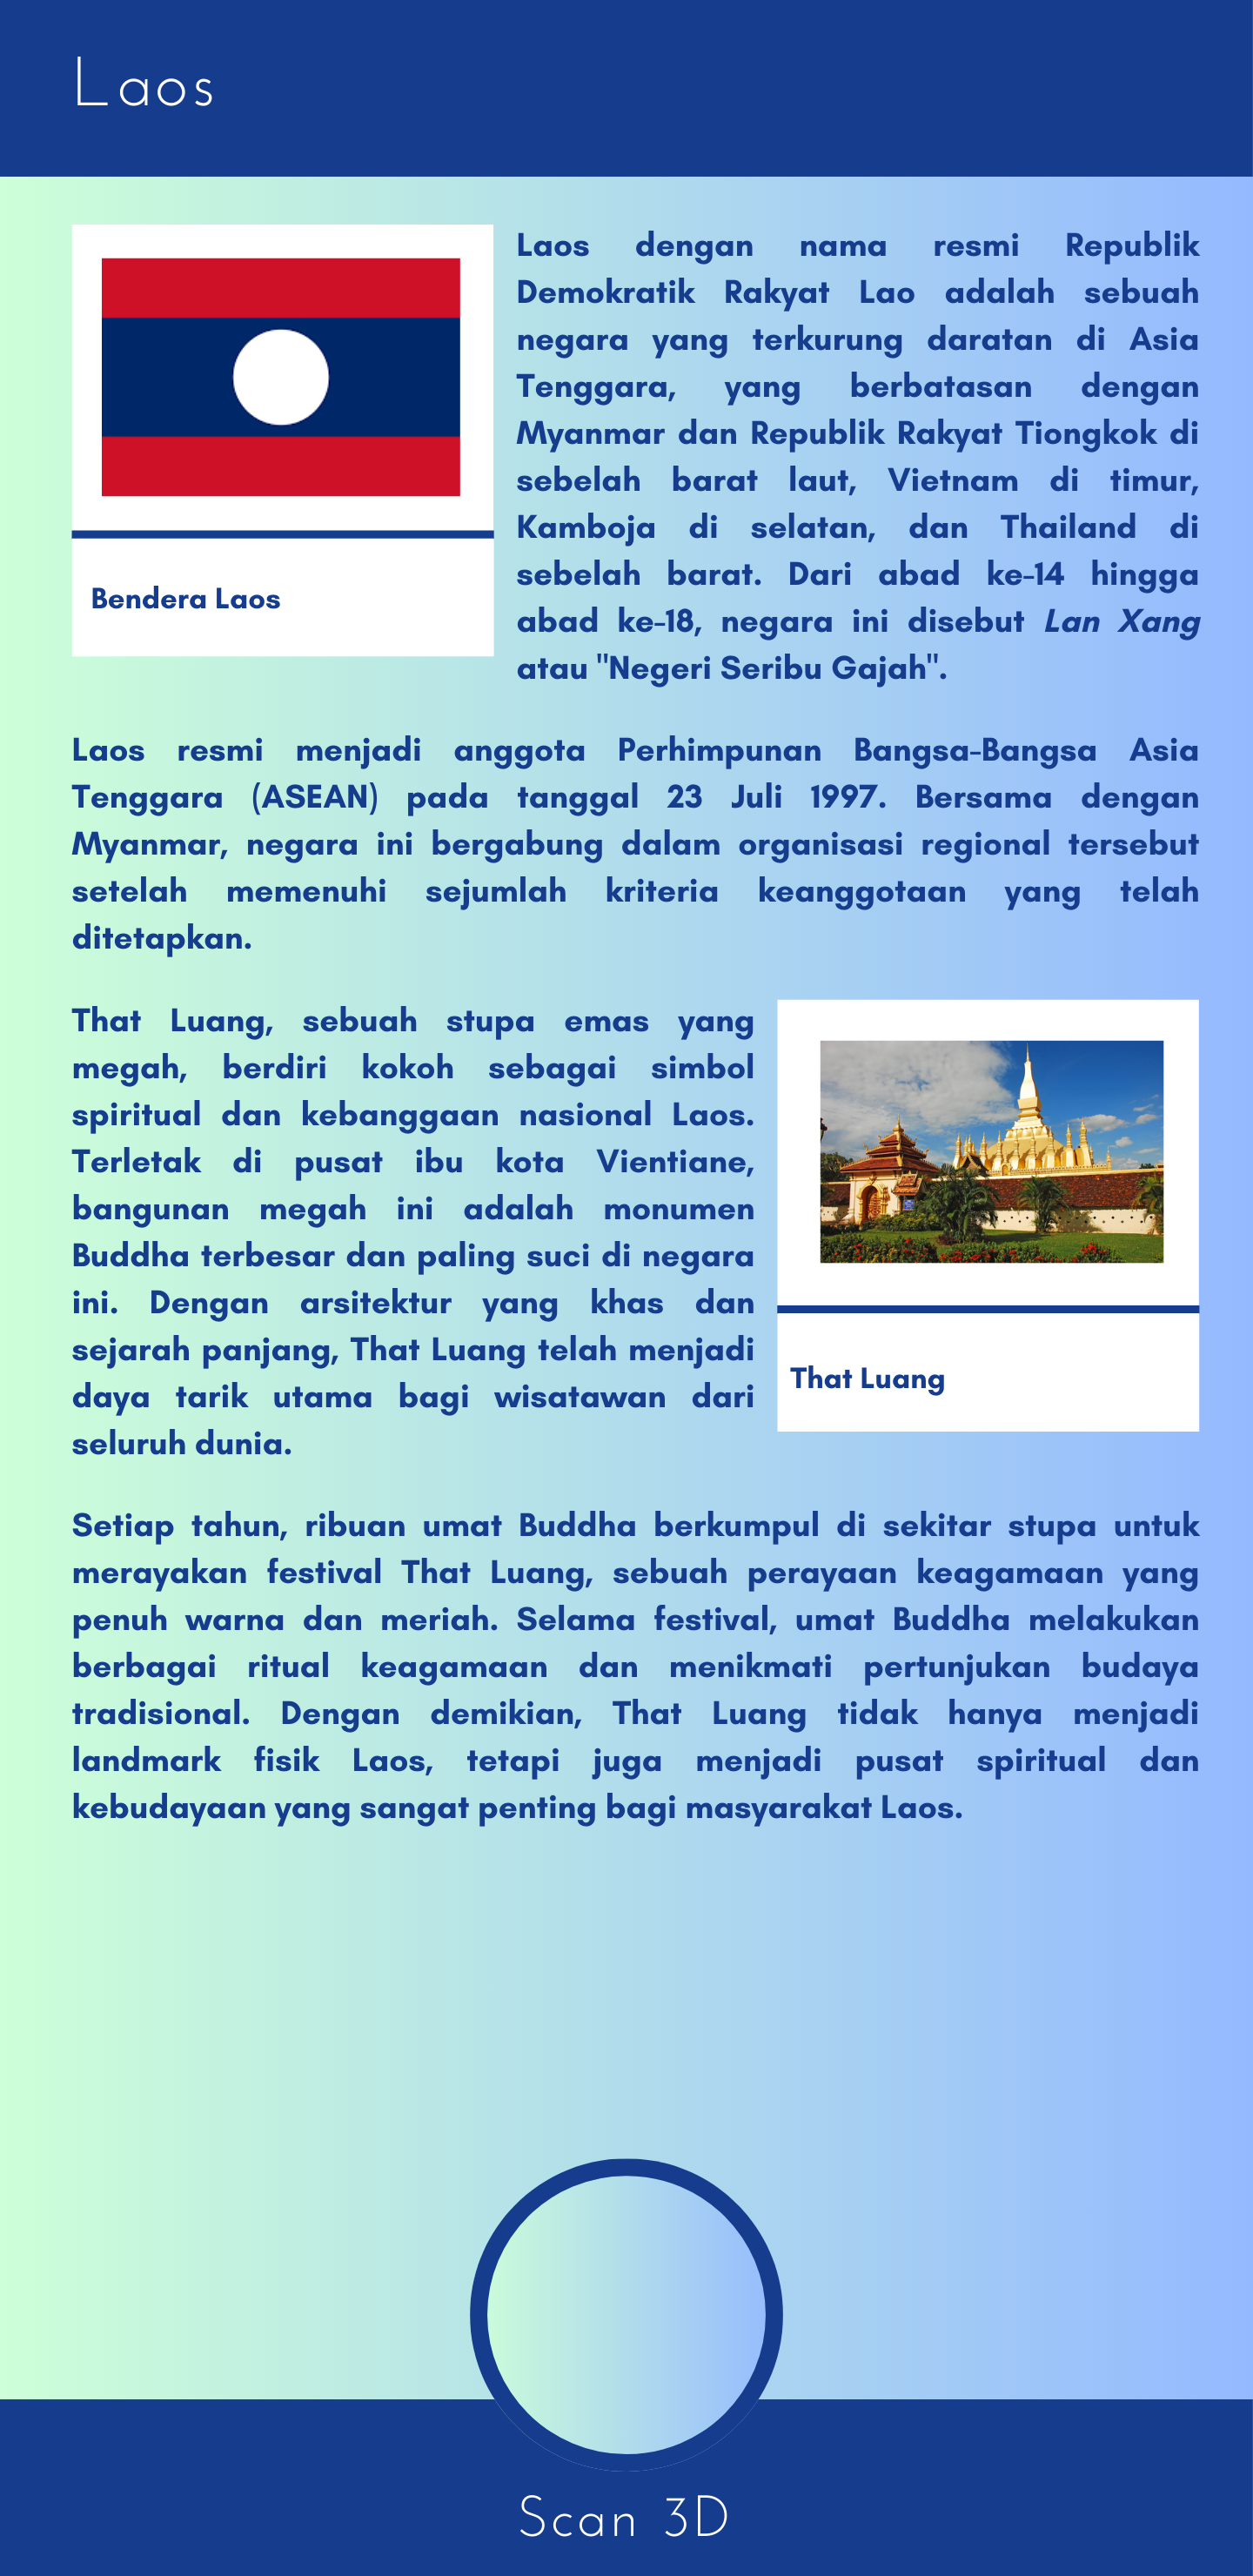 Laos
Laos dengan nama resmi Republik
Demokratik Rakyat Lao adalah sebuah
negara yang terkurung daratan di Asia
Tenggara, yang berbatasan dengan
Myanmar dan Republik Rakyat Tiongkok di
sebelah barat laut, Vietnam di timur,
Kamboja di selatan, dan Thailand di
sebelah barat. Dari abad ke-14 hingga
abad ke-18, negara ini disebut Lan Xang
atau "Negeri Seribu Gajah".
Bendera Laos
Laos resmi menjadi anggota Perhimpunan Bangsa-Bangsa Asia
Tenggara (ASEAN) pada tanggal 23 Juli 1997. Bersama dengan
Myanmar, negara ini bergabung dalam organisasi regional tersebut
setelah memenuhi sejumlah kriteria keanggotaan yang telah
ditetapkan.
That Luang, sebuah stupa emas yang
megah, berdiri kokoh sebagai simbol
spiritual dan kebanggaan nasional Laos.
Terletak di pusat ibu kota Vientiane,
bangunan megah ini adalah monumen
Buddha terbesar dan paling suci di negara
ini. Dengan arsitektur yang khas dan
sejarah panjang, That Luang telah menjadi
daya tarik utama bagi wisatawan dari
seluruh dunia.
That Luang
Setiap tahun, ribuan umat Buddha berkumpul di sekitar stupa untuk
merayakan festival That Luang, sebuah perayaan keagamaan yang
penuh warna dan meriah. Selama festival, umat Buddha melakukan
berbagai ritual keagamaan dan menikmati pertunjukan budaya
tradisional. Dengan demikian, That Luang tidak hanya menjadi
landmark fisik Laos, tetapi juga menjadi pusat spiritual dan
kebudayaan yang sangat penting bagi masyarakat Laos.
Scan 3D